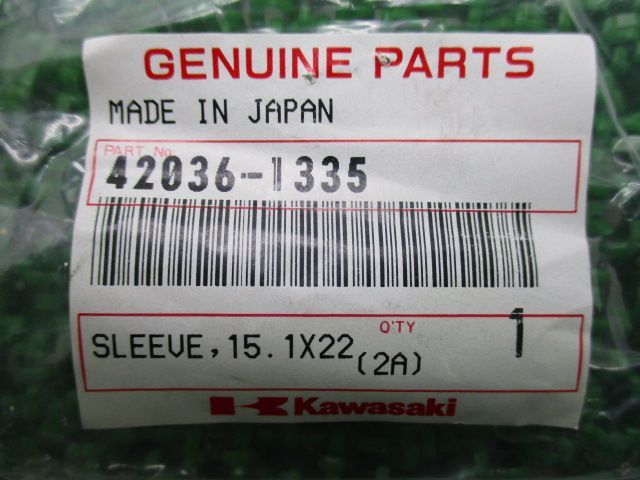 GENUINE PARTS
MADE IN JAPAN
PART No.
42036-1335
Q'TY
SLEEVE,15.1X22 (2A) 1
Kawasaki